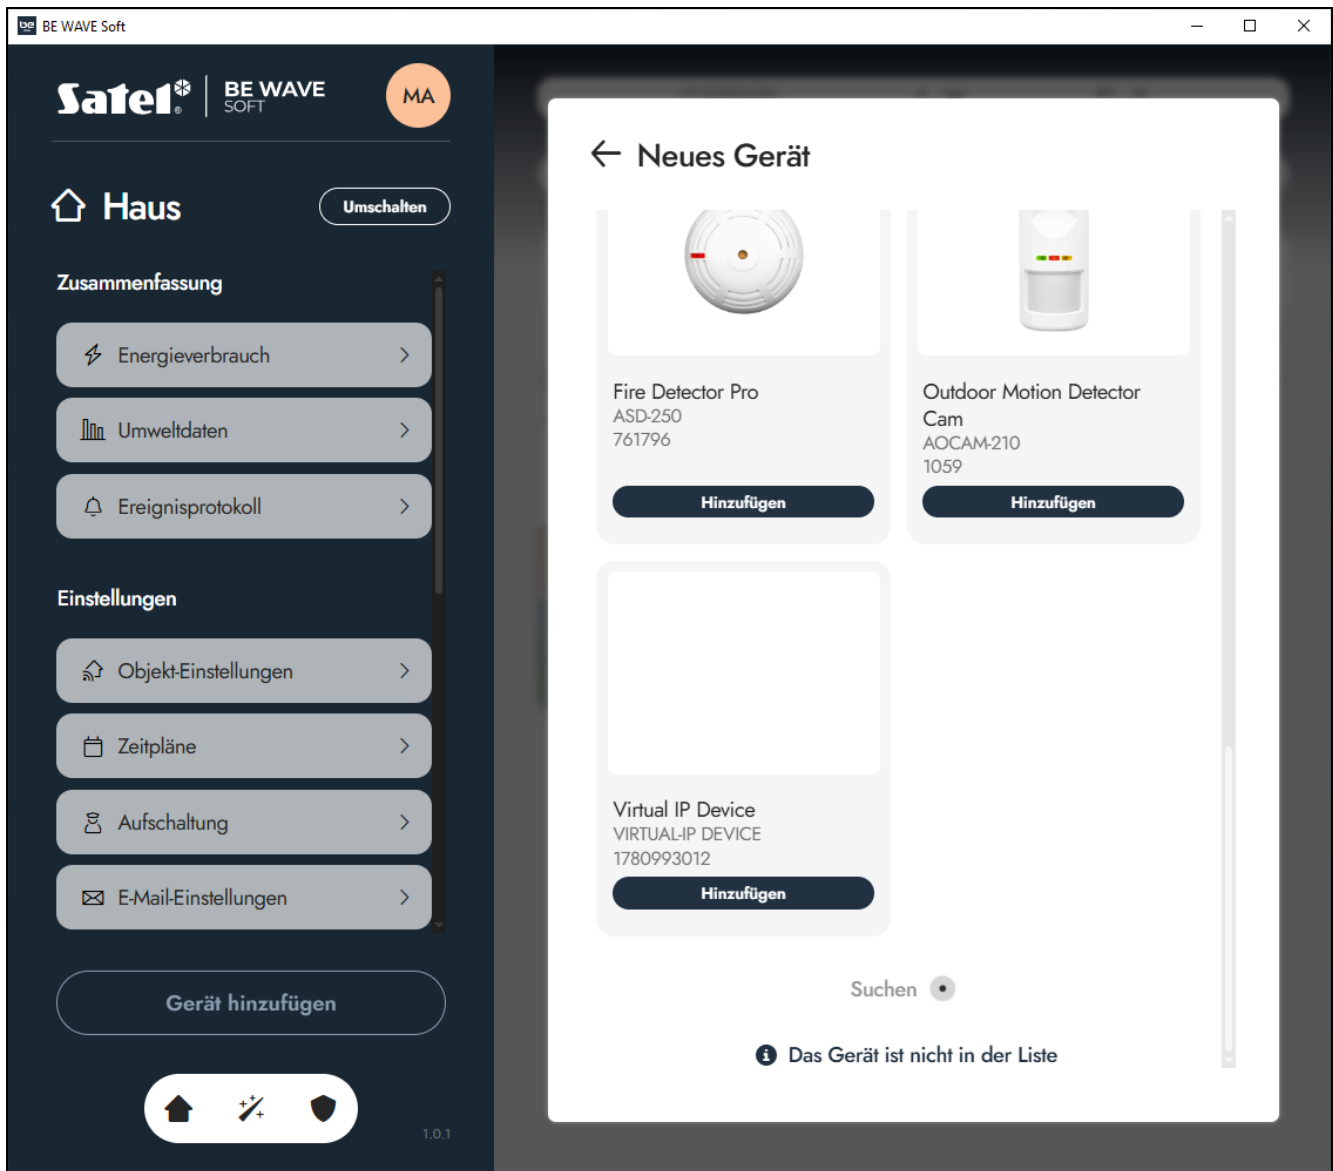 be BE WAVE Soft
Satel® BE WAVE
SOFT
MA
Haus
Umschalten
Zusammenfassung
Energieverbrauch
Umweltdaten
Ereignisprotokoll
Einstellungen
Objekt-Einstellungen
Zeitpläne
Aufschaltung
E-Mail-Einstellungen
Gerät hinzufügen
1.0.1
Neues Gerät
Fire Detector Pro
ASD-250
761796
Hinzufügen
Outdoor Motion Detector
Cam
AOCAM-210
1059
Hinzufügen
Virtual IP Device
VIRTUAL-IP DEVICE
1780993012
Hinzufügen
Suchen
Das Gerät ist nicht in der Liste